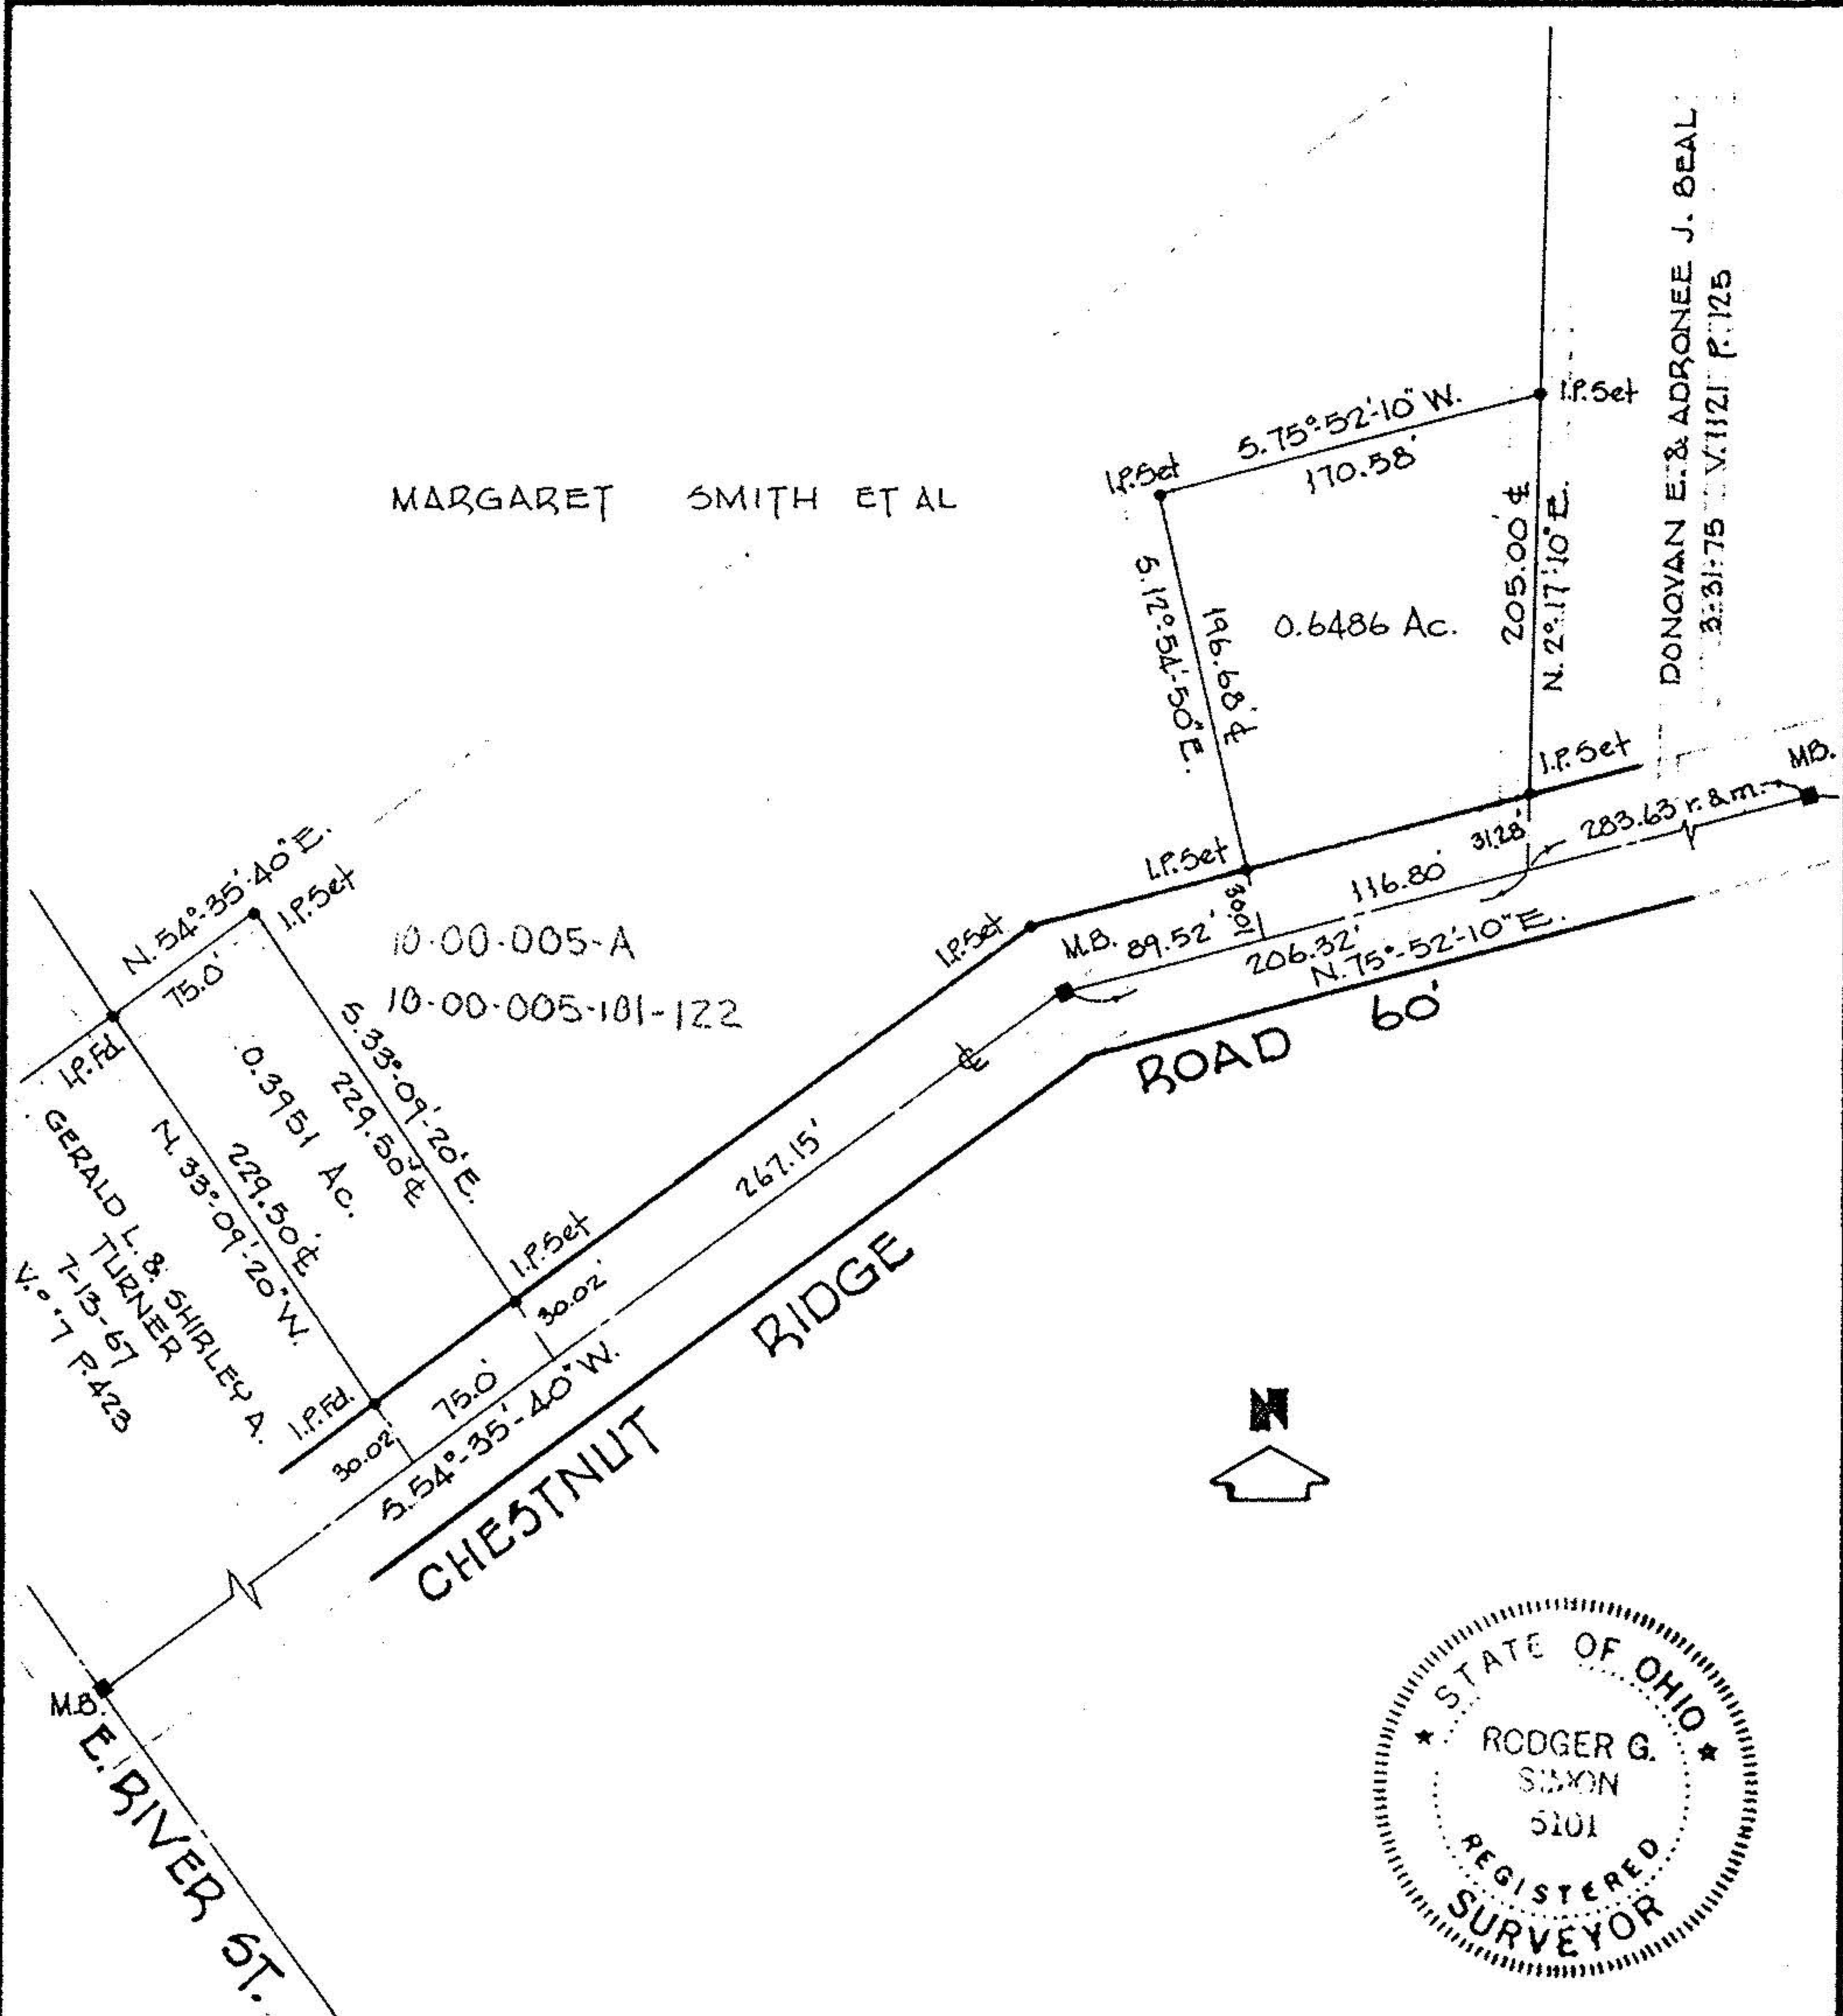 MARGARET SMITH ET AL
DONOVAN E. & ADRONEE J. BEAL
3-31-75 V.1121 P.125
S.75°-52'-10" W.
170.58'
I.P.Set
I.P.Set
S.12°-54'-50" E.
196.68' ℄
0.6486 Ac.
205.00' ℄
N.2°-17'-10" E.
I.P.Set
M.B.
283.63 r.&m.
31.28'
I.P.Set
30.01'
116.80'
I.P.Set
M.B.
89.52'
206.32'
N.75°-52'-10" E.
ROAD 60'
N.54°-35'-40" E.
75.0'
I.P.Set
I.P.Fd
10-00-005-A
10-00-005-101-122
S.33°-09'-20" E.
229.50' ℄
0.3951 Ac.
229.50' ℄
N.33°-09'-20" W.
GERALD L. & SHIRLEY A.
TURNER
7-13-67
P.423
I.P.Set
30.02'
I.P.Fd.
30.02'
75.0'
267.15'
℄
S.54°-35'-40" W.
CHESTNUT RIDGE
M.B.
E. RIVER ST.
N
STATE OF OHIO
RODGER G.
SIMON
5101
REGISTERED
SURVEYOR